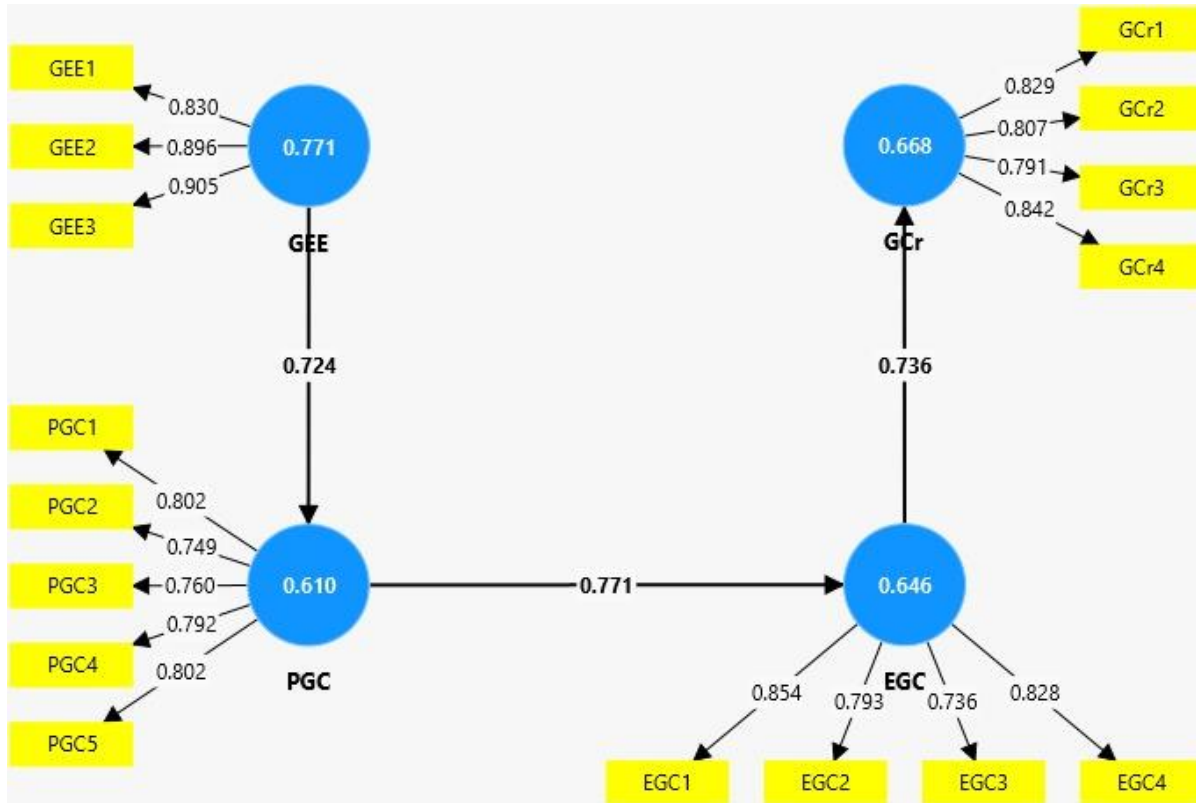 GEE1
0.830
GEE2
0.896
GEE3
0.905
0.771
GEE
GCr1
0.829
GCr2
0.807
GCr3
0.791
GCr4
0.842
0.668
GCr
0.724
0.736
PGC1
0.802
PGC2
0.749
PGC3
0.760
PGC4
0.792
PGC5
0.802
0.610
PGC
0.771
0.646
EGC
0.854
0.793
0.736
0.828
EGC1
EGC2
EGC3
EGC4